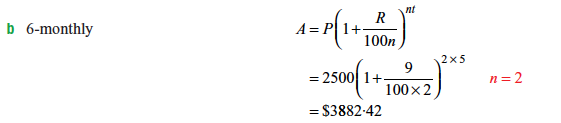 b 6-monthly A = P(1+ R/100n)^nt
= 2500(1+ 9/100×2)^2×5 n = 2
= $3882·42